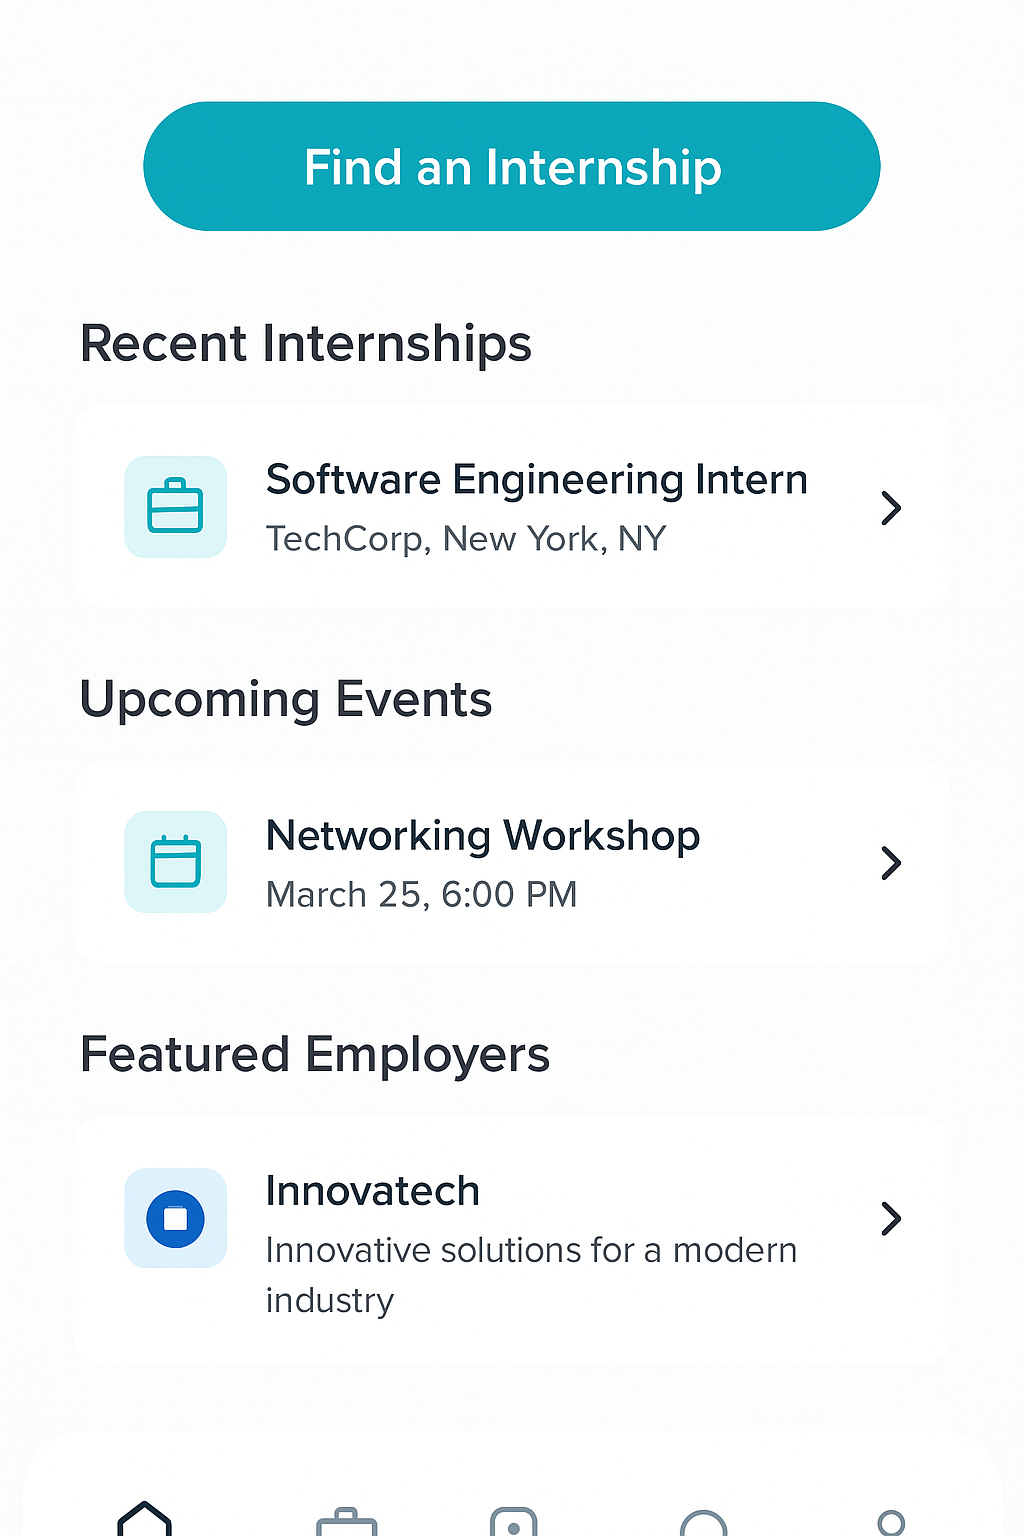 Find an Internship
Recent Internships
Software Engineering Intern
TechCorp, New York, NY
Upcoming Events
Networking Workshop
March 25, 6:00 PM
Featured Employers
Innovatech
Innovative solutions for a modern
industry